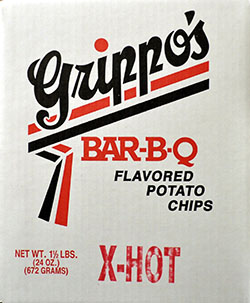 Grippo's
BAR-B-Q
FLAVORED
POTATO
CHIPS
NET WT. 1½ LBS.
(24 OZ.)
(672 GRAMS)
X-HOT